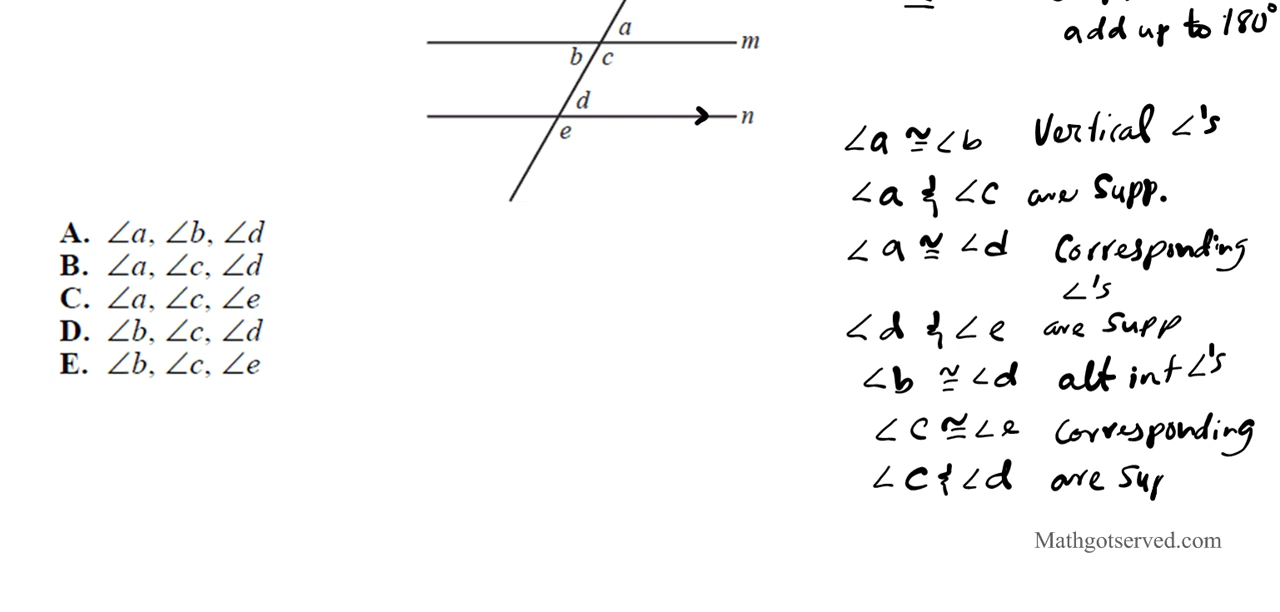 a
m
b c
d
n
e
add up to 180°
∠a ≅ ∠b Vertical ∠'s
∠a & ∠c are Supp.
∠a ≅ ∠d Corresponding
∠'s
∠d & ∠e are supp
∠b ≅ ∠d alt int ∠'s
∠c ≅ ∠e Corresponding
∠c & ∠d are sup
A. ∠a, ∠b, ∠d
B. ∠a, ∠c, ∠d
C. ∠a, ∠c, ∠e
D. ∠b, ∠c, ∠d
E. ∠b, ∠c, ∠e
Mathgotserved.com